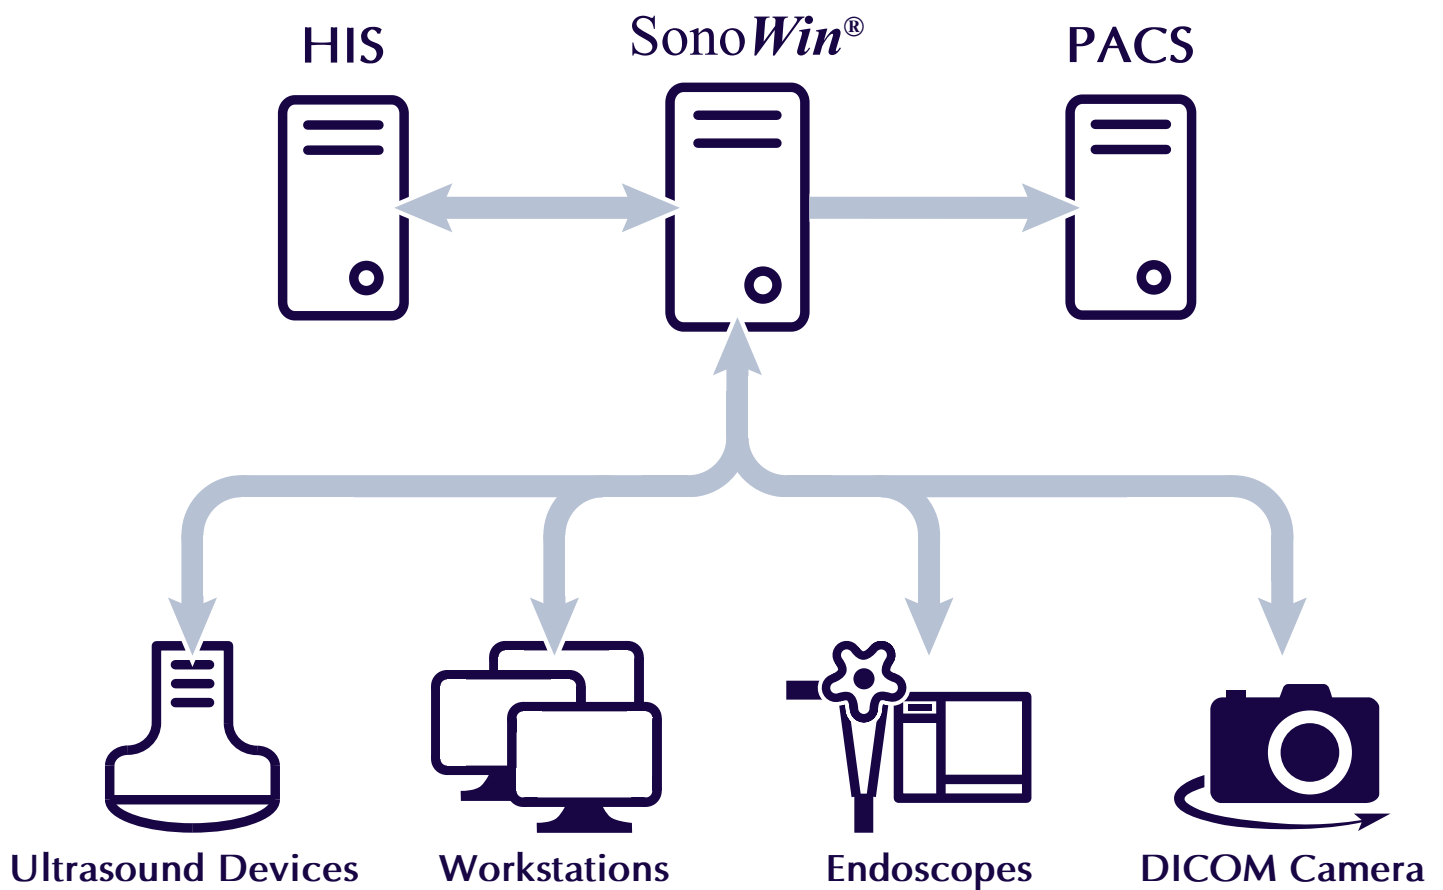 HIS
SonoWin®
PACS
Ultrasound Devices
Workstations
Endoscopes
DICOM Camera